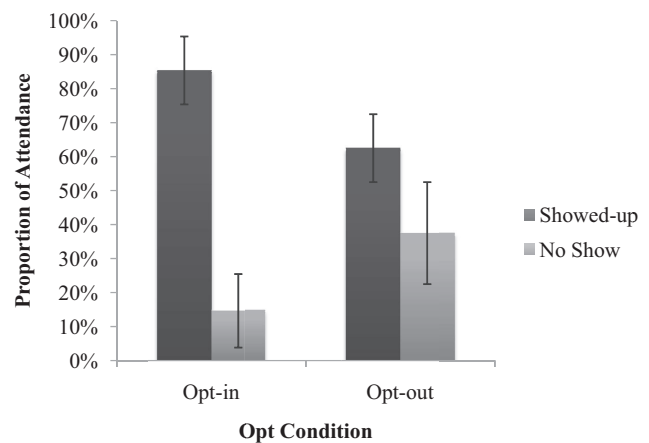 100%
90%
80%
70%
60%
50%
40%
30%
20%
10%
0%
Proportion of Attendance
Opt-in
Opt-out
Opt Condition
Showed-up
No Show